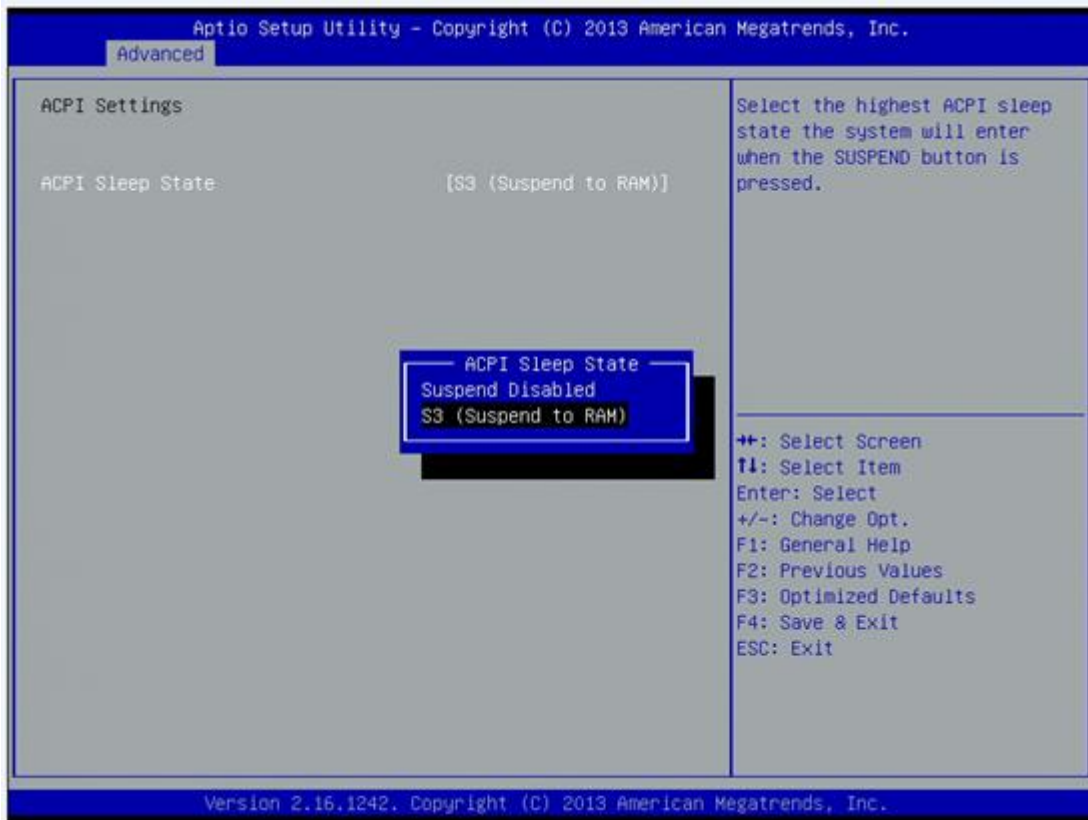 Aptio Setup Utility – Copyright (C) 2013 American Megatrends, Inc.
Advanced
ACPI Settings
ACPI Sleep State [S3 (Suspend to RAM)]
Select the highest ACPI sleep
state the system will enter
when the SUSPEND button is
pressed.
ACPI Sleep State
Suspend Disabled
S3 (Suspend to RAM)
→←: Select Screen
↑↓: Select Item
Enter: Select
+/-: Change Opt.
F1: General Help
F2: Previous Values
F3: Optimized Defaults
F4: Save & Exit
ESC: Exit
Version 2.16.1242. Copyright (C) 2013 American Megatrends, Inc.